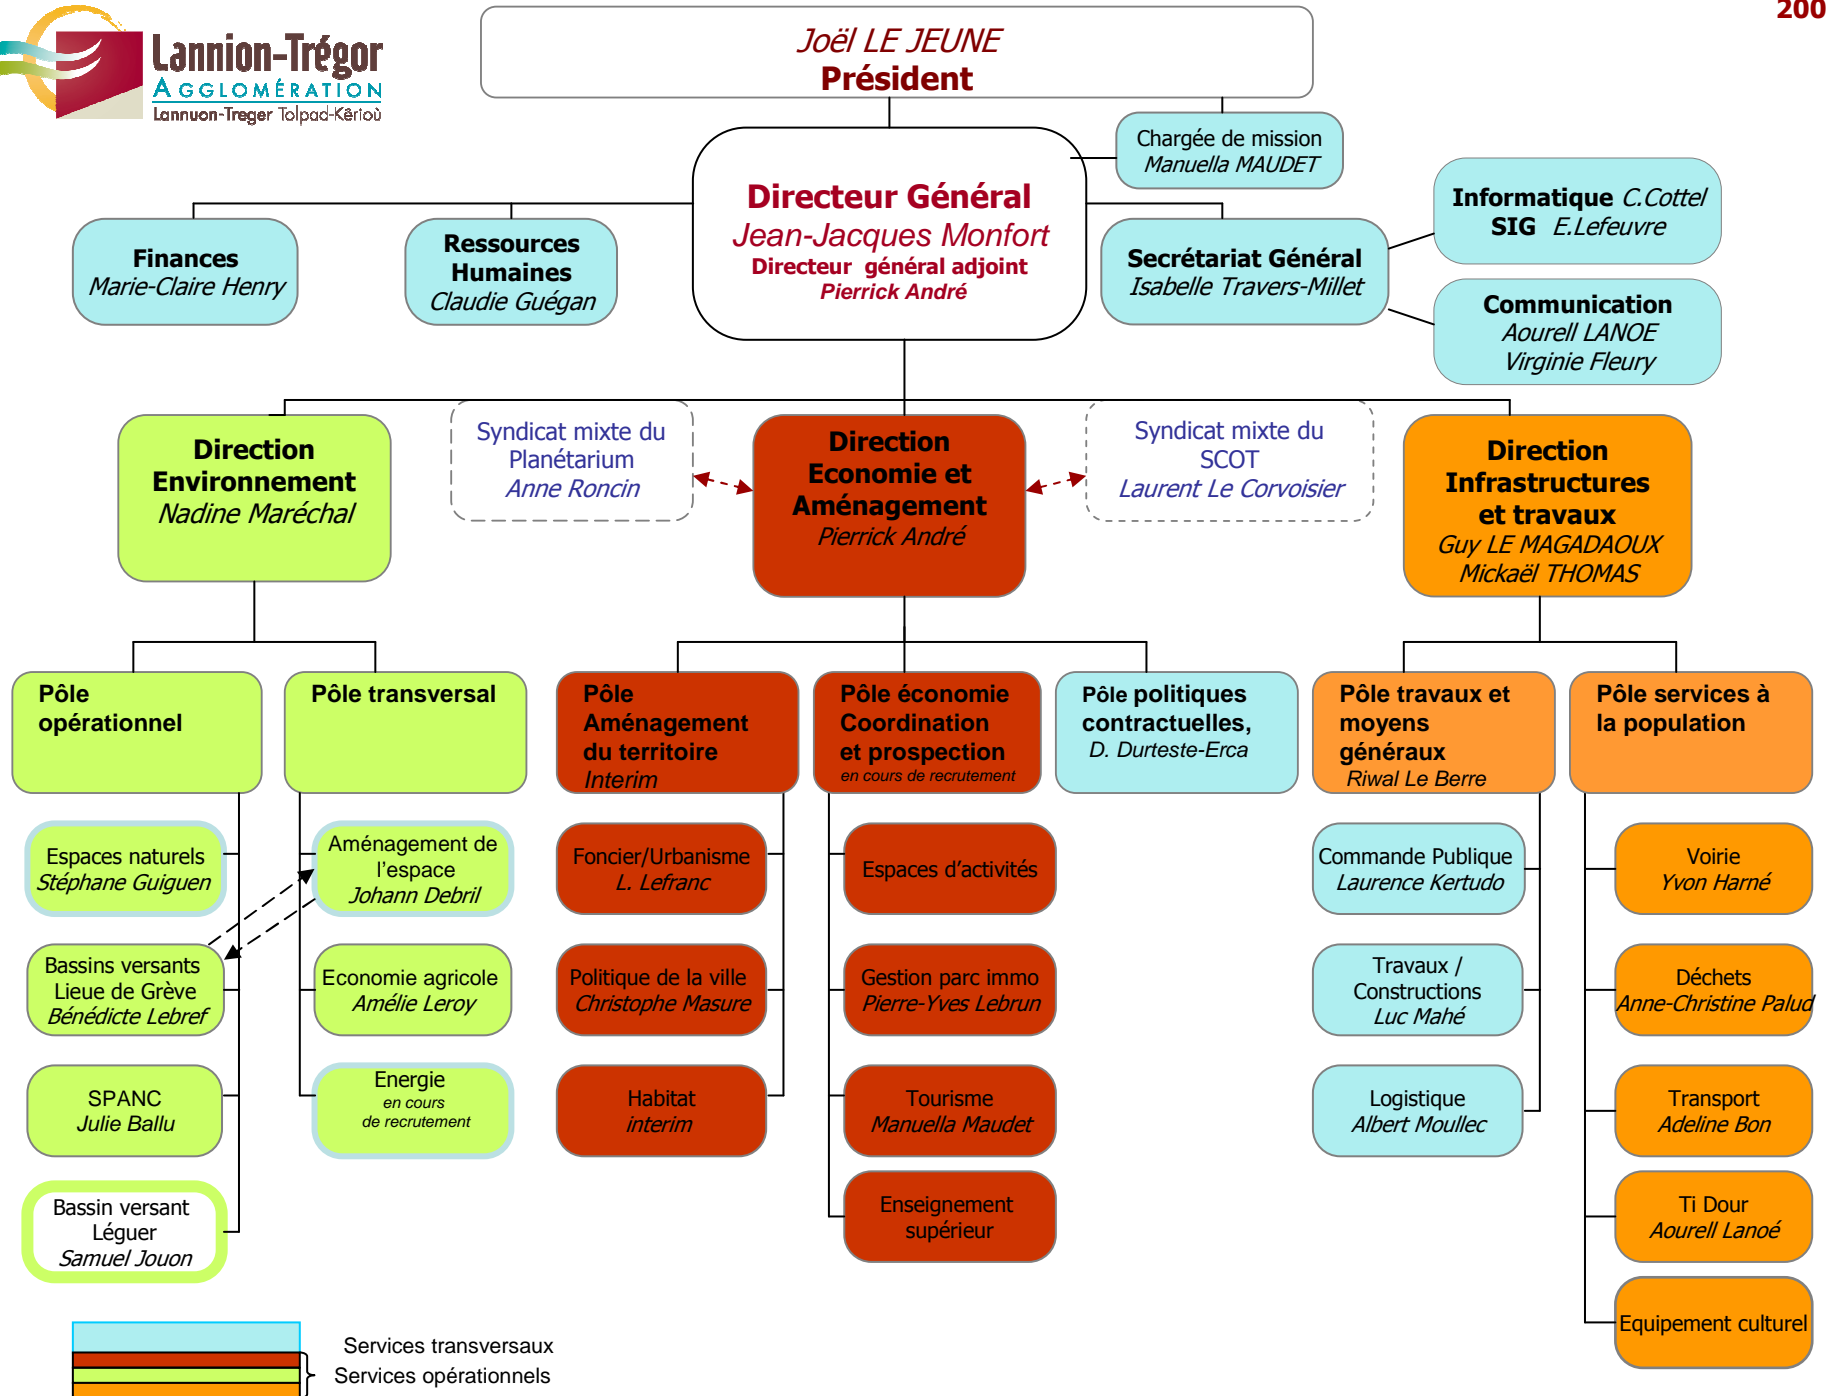 200
Lannion-Trégor
AGGLOMÉRATION
Lannuon-Treger Tolpad-Kêrioù
Joël LE JEUNE
Président
Chargée de mission
Manuella MAUDET
Directeur Général
Jean-Jacques Monfort
Directeur général adjoint
Pierrick André
Finances
Marie-Claire Henry
Ressources
Humaines
Claudie Guégan
Secrétariat Général
Isabelle Travers-Millet
Informatique C.Cottel
SIG E.Lefeuvre
Communication
Aourell LANOE
Virginie Fleury
Direction
Environnement
Nadine Maréchal
Syndicat mixte du
Planétarium
Anne Roncin
Direction
Economie et
Aménagement
Pierrick André
Syndicat mixte du
SCOT
Laurent Le Corvoisier
Direction
Infrastructures
et travaux
Guy LE MAGADAOUX
Mickaël THOMAS
Pôle
opérationnel
Pôle transversal
Pôle
Aménagement
du territoire
Interim
Pôle économie
Coordination
et prospection
en cours de recrutement
Pôle politiques
contractuelles,
D. Durteste-Erca
Pôle travaux et
moyens
généraux
Riwal Le Berre
Pôle services à
la population
Espaces naturels
Stéphane Guiguen
Aménagement de
l’espace
Johann Debril
Foncier/Urbanisme
L. Lefranc
Espaces d’activités
Commande Publique
Laurence Kertudo
Voirie
Yvon Harné
Bassins versants
Lieue de Grève
Bénédicte Lebref
Economie agricole
Amélie Leroy
Politique de la ville
Christophe Masure
Gestion parc immo
Pierre-Yves Lebrun
Travaux /
Constructions
Luc Mahé
Déchets
Anne-Christine Palud
SPANC
Julie Ballu
Energie
en cours
de recrutement
Habitat
interim
Tourisme
Manuella Maudet
Logistique
Albert Moullec
Transport
Adeline Bon
Bassin versant
Léguer
Samuel Jouon
Enseignement
supérieur
Ti Dour
Aourell Lanoé
Equipement culturel
Services transversaux
Services opérationnels